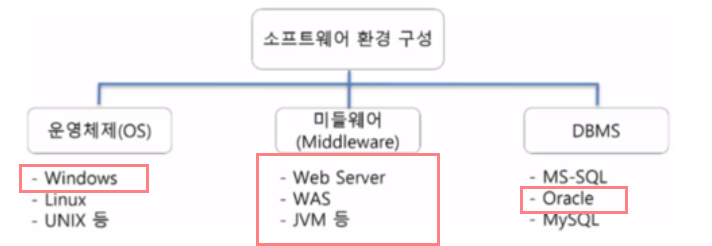 소프트웨어 환경 구성
운영체제(OS)
- Windows
- Linux
- UNIX 등
미들웨어
(Middleware)
- Web Server
- WAS
- JVM 등
DBMS
- MS-SQL
- Oracle
- MySQL